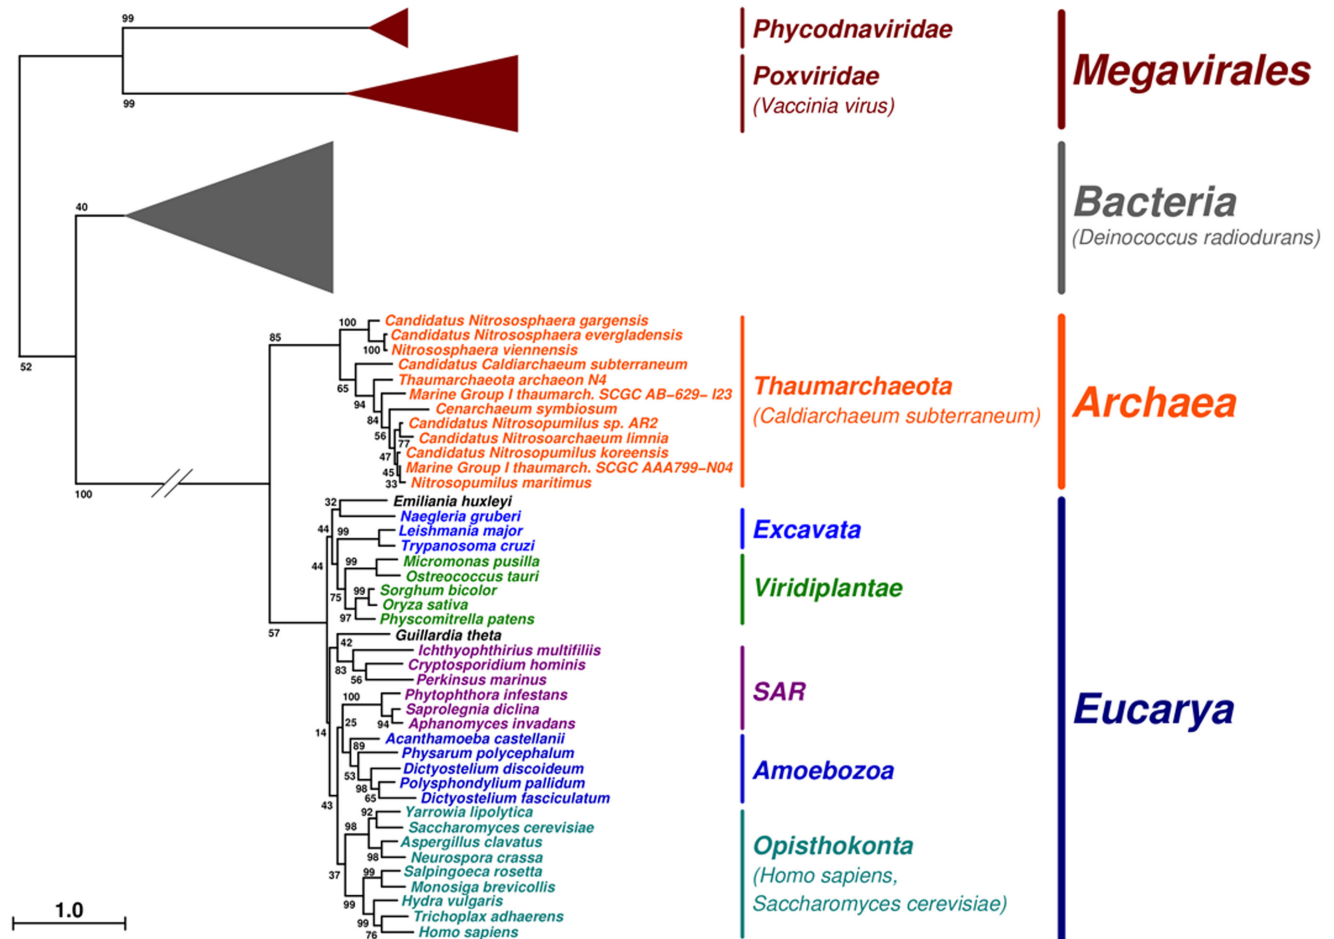 99
Phycodnaviridae
Megavirales
Poxviridae
(Vaccinia virus)
99
40
Bacteria
(Deinococcus radiodurans)
52
100
85
100
Candidatus Nitrososphaera gargensis
Candidatus Nitrososphaera evergladensis
100
Nitrososphaera viennensis
Candidatus Caldiarchaeum subterraneum
65
Thaumarchaeota archaeon N4
94
Marine Group I thaumarch. SCGC AB–629– I23
84
Cenarchaeum symbiosum
56
Candidatus Nitrosopumilus sp. AR2
77
Candidatus Nitrosoarchaeum limnia
47
Candidatus Nitrosopumilus koreensis
45
Marine Group I thaumarch. SCGC AAA799–N04
33
Nitrosopumilus maritimus
Thaumarchaeota
(Caldiarchaeum subterraneum)
Archaea
57
32
Emiliania huxleyi
44
Naegleria gruberi
99
Leishmania major
Trypanosoma cruzi
Excavata
44
99
Micromonas pusilla
Ostreococcus tauri
75
99
Sorghum bicolor
Oryza sativa
97
Physcomitrella patens
Viridiplantae
Guillardia theta
42
Ichthyophthirius multifiliis
83
Cryptosporidium hominis
56
Perkinsus marinus
100
Phytophthora infestans
25
Saprolegnia diclina
94
Aphanomyces invadans
SAR
Eucarya
14
Acanthamoeba castellanii
89
Physarum polycephalum
53
Dictyostelium discoideum
98
Polysphondylium pallidum
65
Dictyostelium fasciculatum
Amoebozoa
43
92
Yarrowia lipolytica
98
Saccharomyces cerevisiae
Aspergillus clavatus
98
Neurospora crassa
37
99
Salpingoeca rosetta
Monosiga brevicollis
99
Hydra vulgaris
99
Trichoplax adhaerens
76
Homo sapiens
Opisthokonta
(Homo sapiens,
Saccharomyces cerevisiae)
1.0